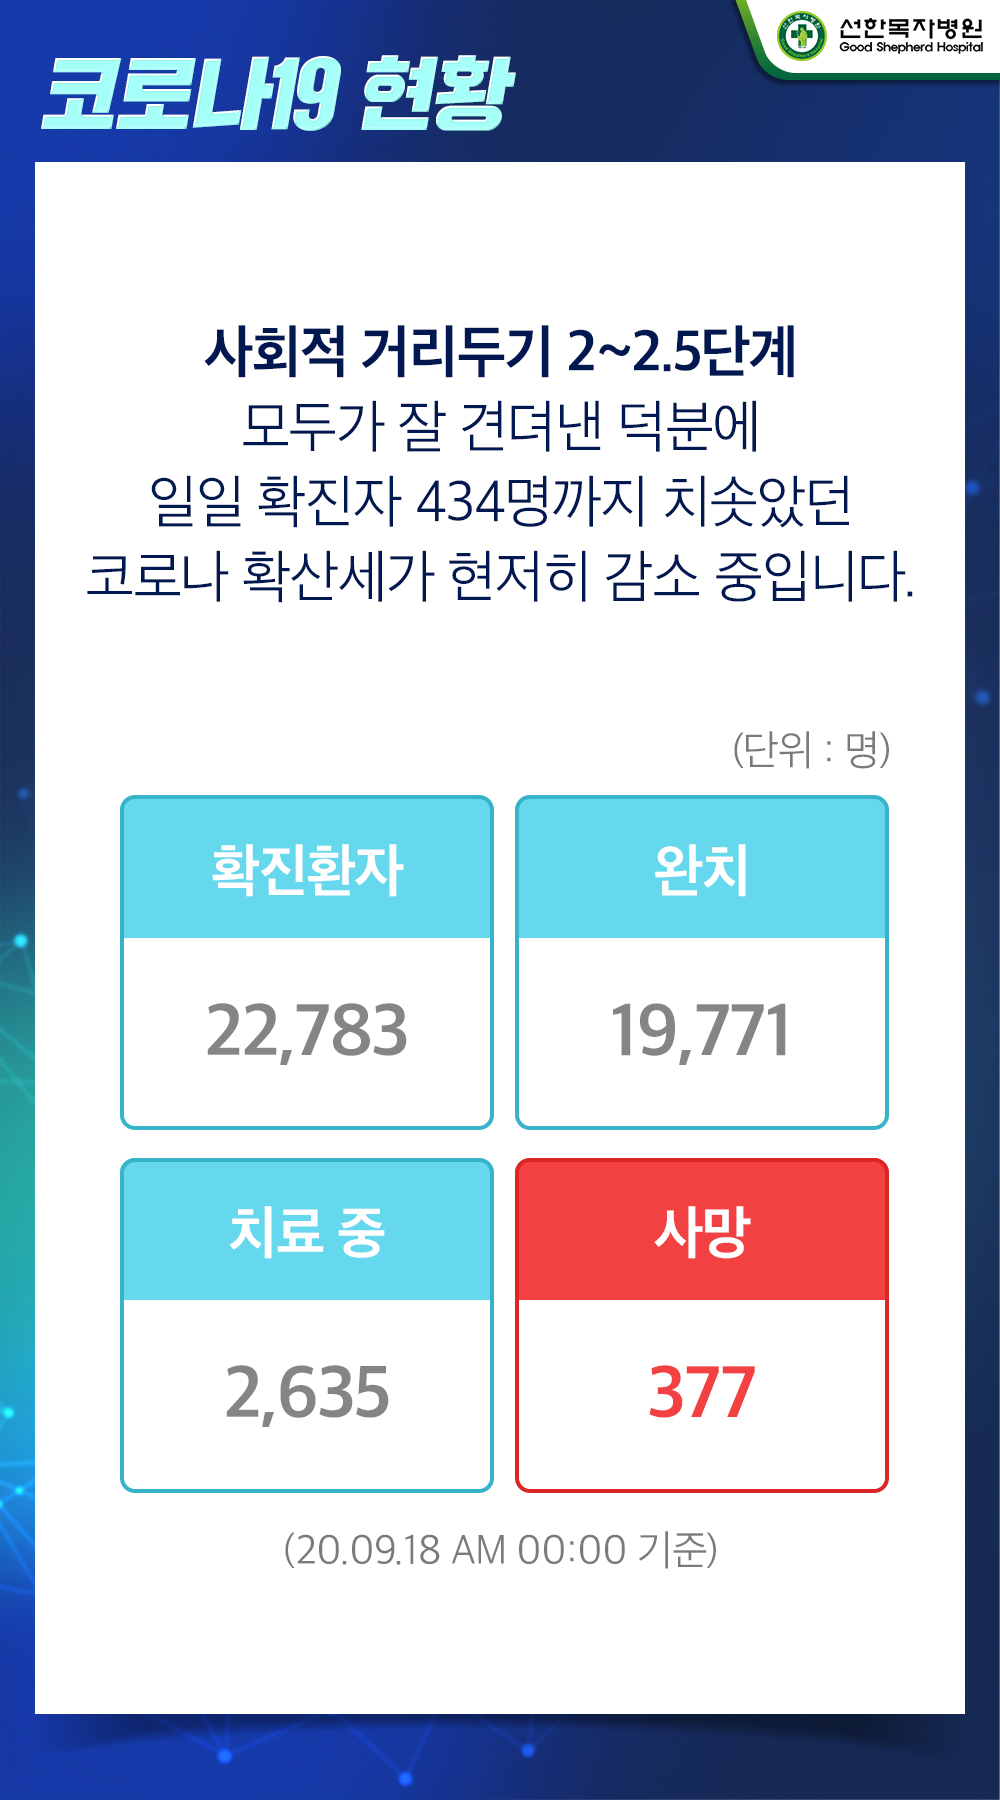 선한목자병원
Good Shepherd Hospital
코로나19 현황
사회적 거리두기 2~2.5단계
모두가 잘 견뎌낸 덕분에
일일 확진자 434명까지 치솟았던
코로나 확산세가 현저히 감소 중입니다.
(단위 : 명)
확진환자
22,783
완치
19,771
치료 중
2,635
사망
377
(20.09.18 AM 00:00 기준)